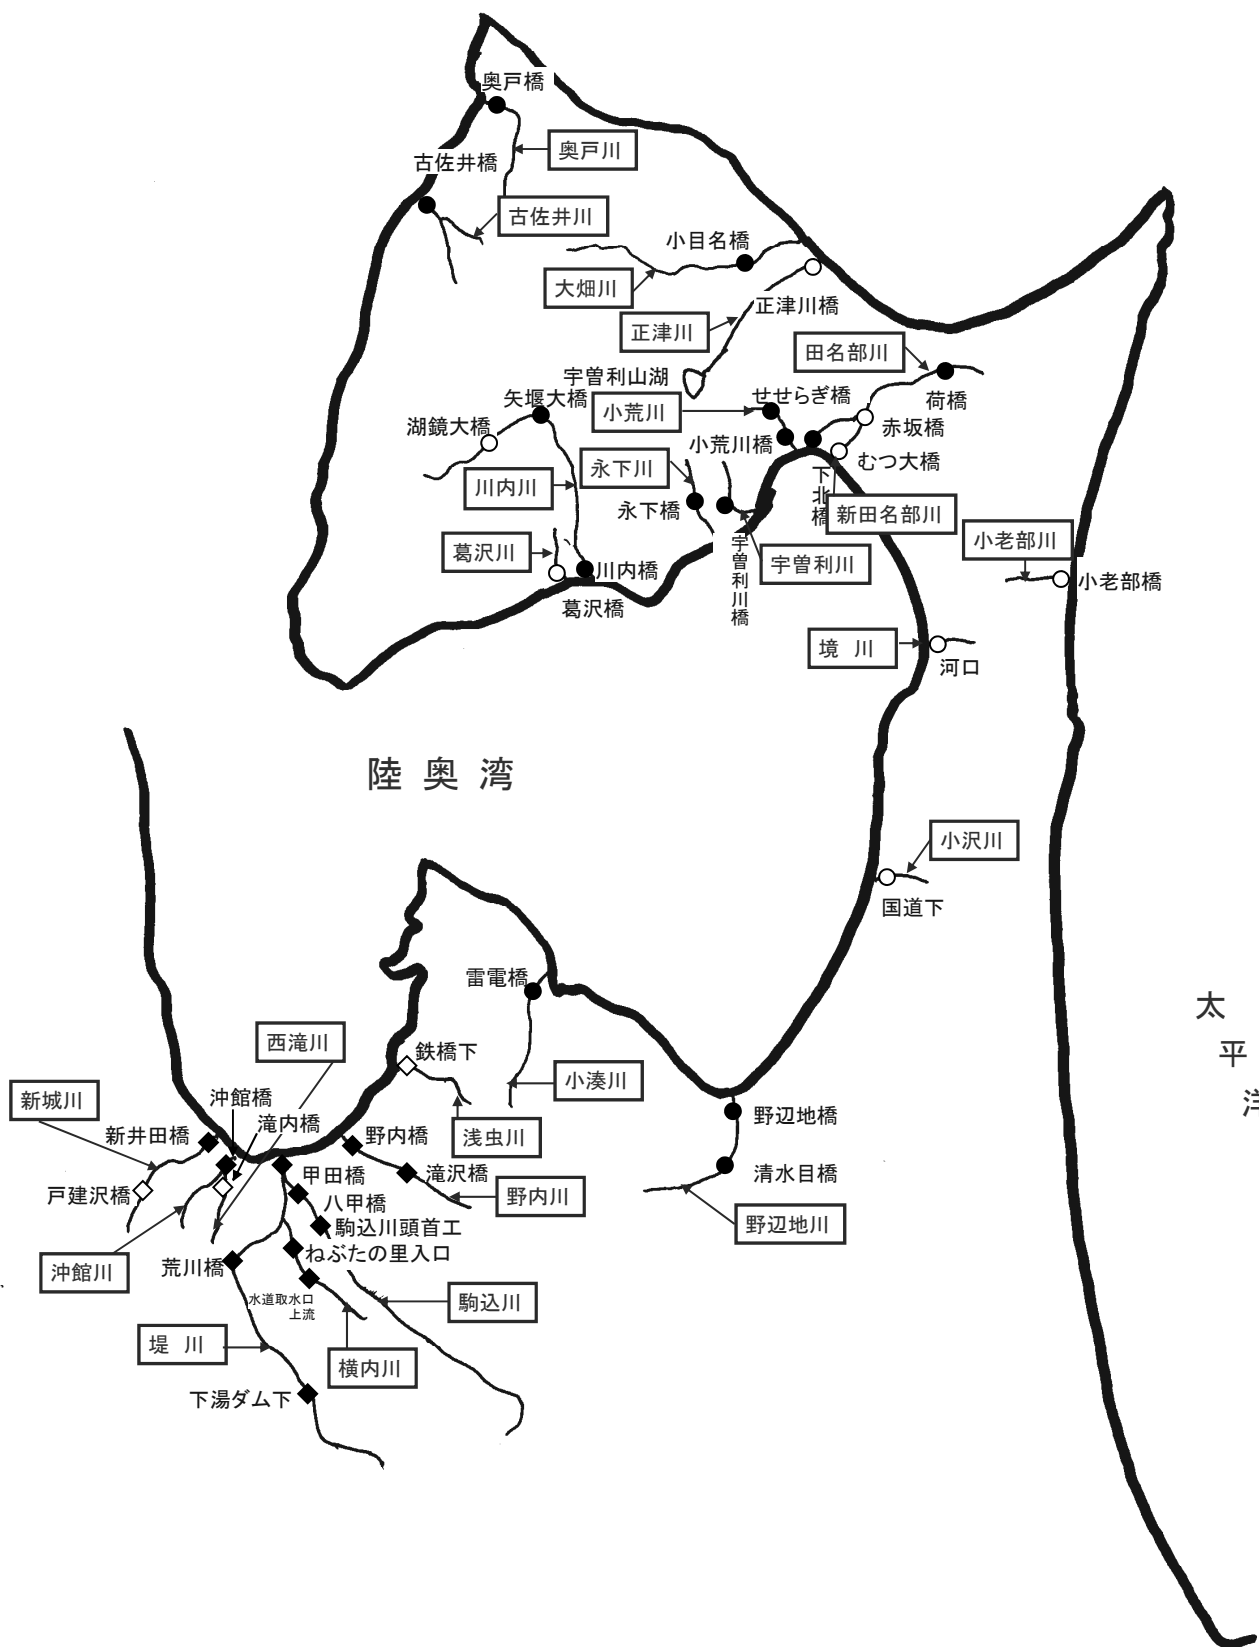 奥戸橋
奥戸川
古佐井橋
古佐井川
小目名橋
大畑川
正津川橋
正津川
田名部川
宇曽利山湖
矢堰大橋
せせらぎ橋
荷橋
小荒川
湖鏡大橋
赤坂橋
小荒川橋
むつ大橋
永下川
下北橋
川内川
永下橋
新田名部川
小老部川
葛沢川
宇曽利川橋
宇曽利川
川内橋
小老部橋
葛沢橋
境 川
河口
陸 奥 湾
小沢川
国道下
雷電橋
太平洋
西滝川
鉄橋下
小湊川
新城川
沖館橋
滝内橋
浅虫川
野辺地橋
新井田橋
野内橋
甲田橋
滝沢橋
清水目橋
戸建沢橋
八甲橋
野内川
駒込川頭首工
野辺地川
ねぶたの里入口
荒川橋
沖館川
水道取水口
上流
駒込川
堤 川
横内川
下湯ダム下